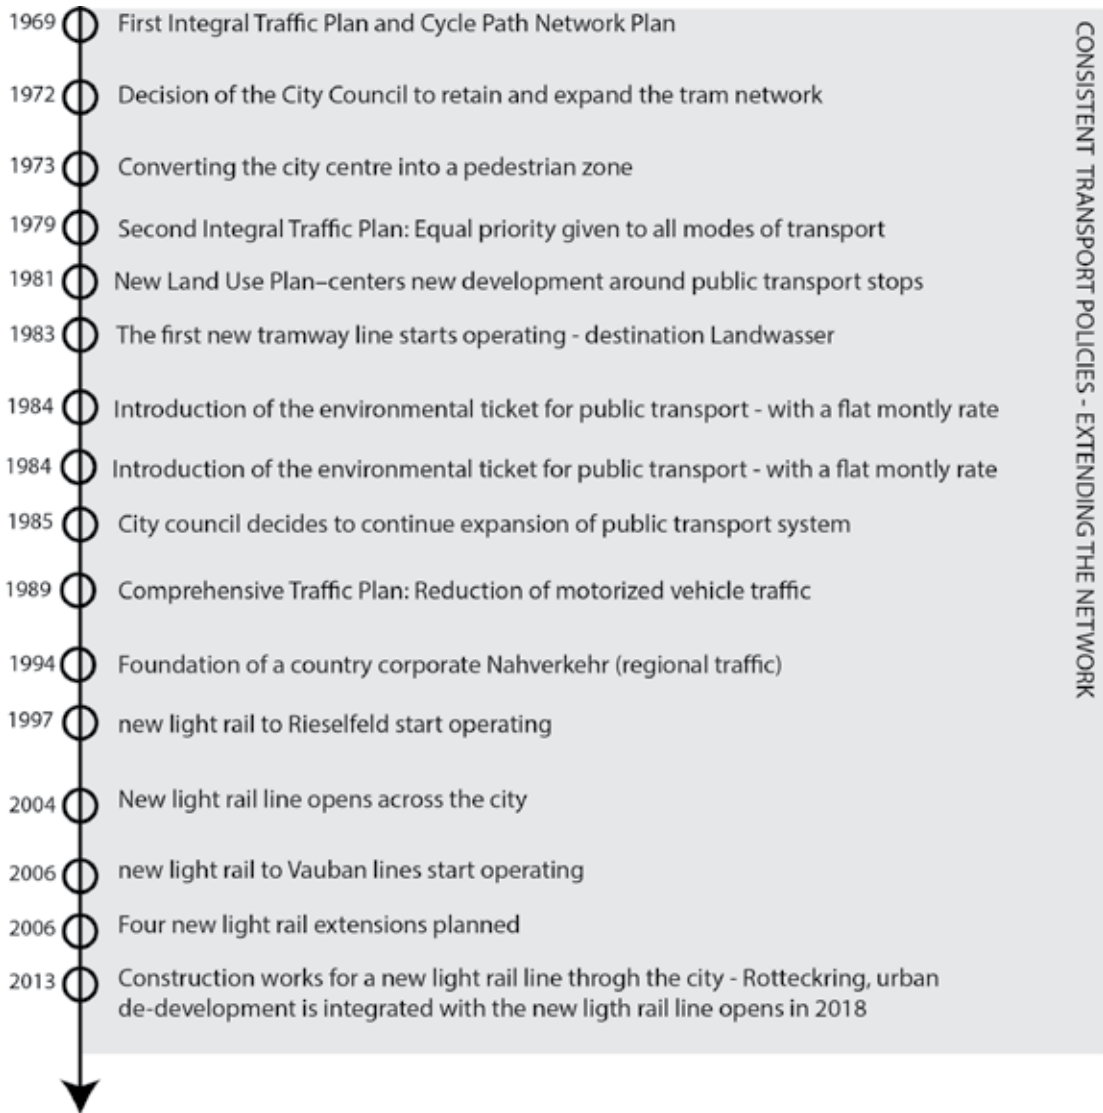 1969 First Integral Traffic Plan and Cycle Path Network Plan
1972 Decision of the City Council to retain and expand the tram network
1973 Converting the city centre into a pedestrian zone
1979 Second Integral Traffic Plan: Equal priority given to all modes of transport
1981 New Land Use Plan–centers new development around public transport stops
1983 The first new tramway line starts operating - destination Landwasser
1984 Introduction of the environmental ticket for public transport - with a flat montly rate
1984 Introduction of the environmental ticket for public transport - with a flat montly rate
1985 City council decides to continue expansion of public transport system
1989 Comprehensive Traffic Plan: Reduction of motorized vehicle traffic
1994 Foundation of a country corporate Nahverkehr (regional traffic)
1997 new light rail to Rieselfeld start operating
2004 New light rail line opens across the city
2006 new light rail to Vauban lines start operating
2006 Four new light rail extensions planned
2013 Construction works for a new light rail line throgh the city - Rotteckring, urban
de-development is integrated with the new ligth rail line opens in 2018
CONSISTENT TRANSPORT POLICIES - EXTENDING THE NETWORK